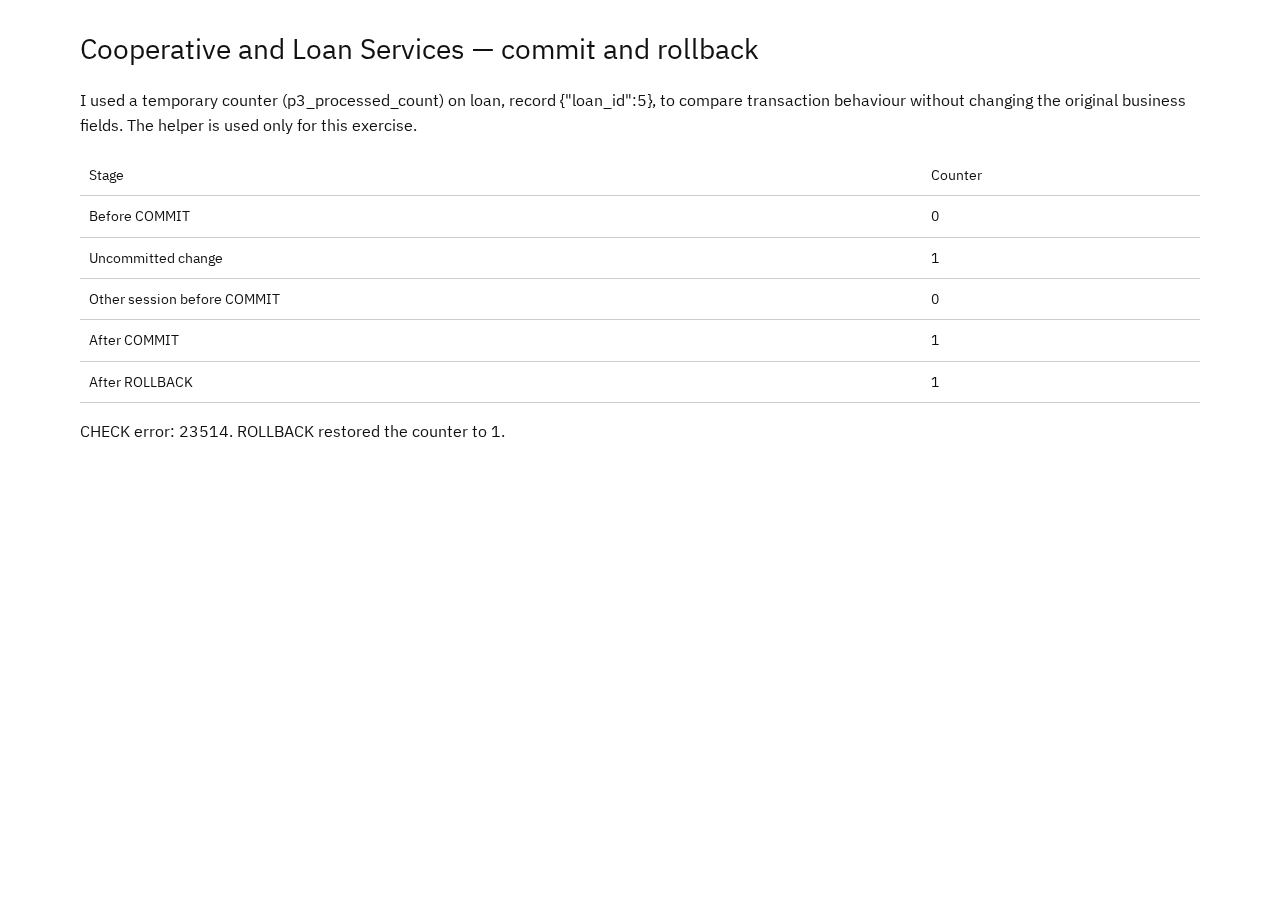 Cooperative and Loan Services — commit and rollback
I used a temporary counter (p3_processed_count) on loan, record {"loan_id":5}, to compare transaction behaviour without changing the original business
fields. The helper is used only for this exercise.
Stage Counter
Before COMMIT 0
Uncommitted change 1
Other session before COMMIT 0
After COMMIT 1
After ROLLBACK 1
CHECK error: 23514. ROLLBACK restored the counter to 1.